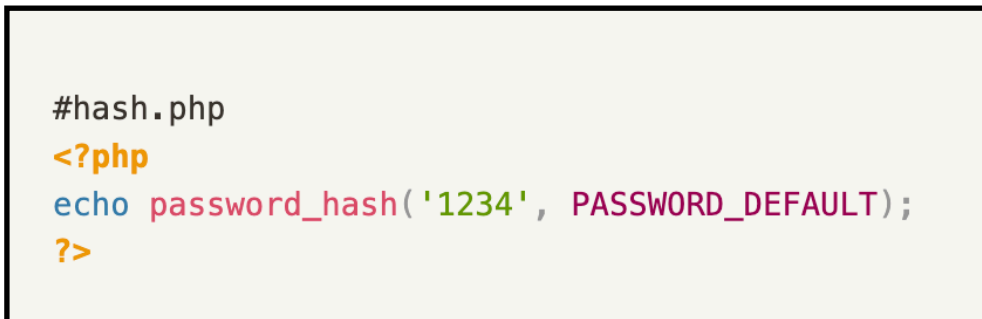 #hash.php
<?php
echo password_hash('1234', PASSWORD_DEFAULT);
?>